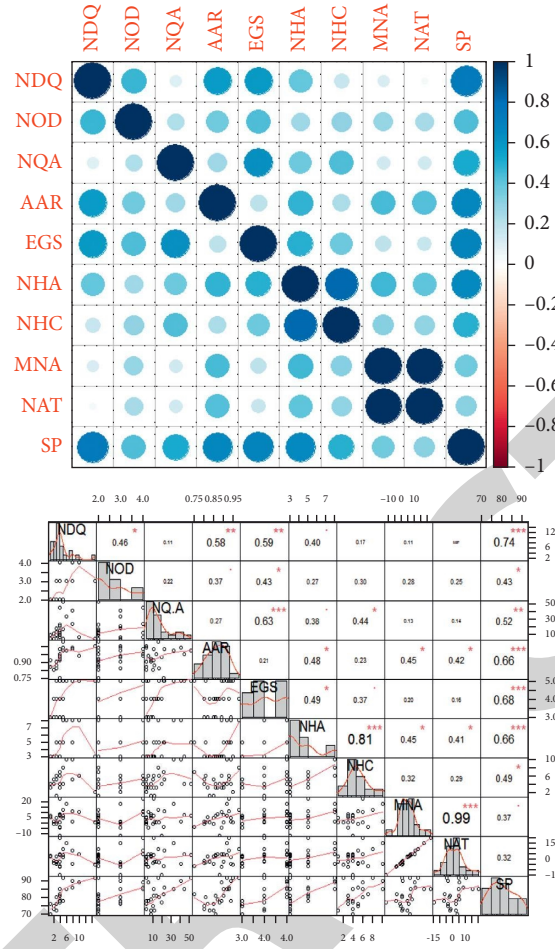 NDQ NOD NQA AAR EGS NHA NHC MNA NAT SP
NDQ
NOD
NQA
AAR
EGS
NHA
NHC
MNA
NAT
SP
1
0.8
0.6
0.4
0.2
0
−0.2
−0.4
−0.6
−0.8
−1
2.0 3.0 4.0 0.75 0.85 0.95 3 5 7 −10 0 10 70 80 90
NDQ 0.46 * 0.11 0.58 ** 0.59 ** 0.40 . 0.17 0.11 0.74 *** 12
6
2
4.0
3.0
2.0
NOD 0.22 0.37 . 0.43 * 0.27 0.30 0.28 0.25 0.43 *
NQ.A 0.27 0.63 *** 0.38 . 0.44 * 0.13 0.14 0.52 ** 50
30
10
0.90
0.75
AAR 0.21 0.48 * 0.23 0.45 * 0.42 * 0.66 ***
EGS 0.49 * 0.37 . 0.20 0.16 0.68 *** 5.0
4.0
3.0
7
5
3
NHA 0.81 *** 0.45 * 0.41 * 0.66 ***
NHC 0.32 0.29 0.49 * 10
6
2
20
5
−10
MNA 0.99 *** 0.37 .
NAT 0.32 15
0
90
80
70
SP
2 6 10 10 30 50 3.0 4.0 4.0 2 4 6 8 −15 0 10